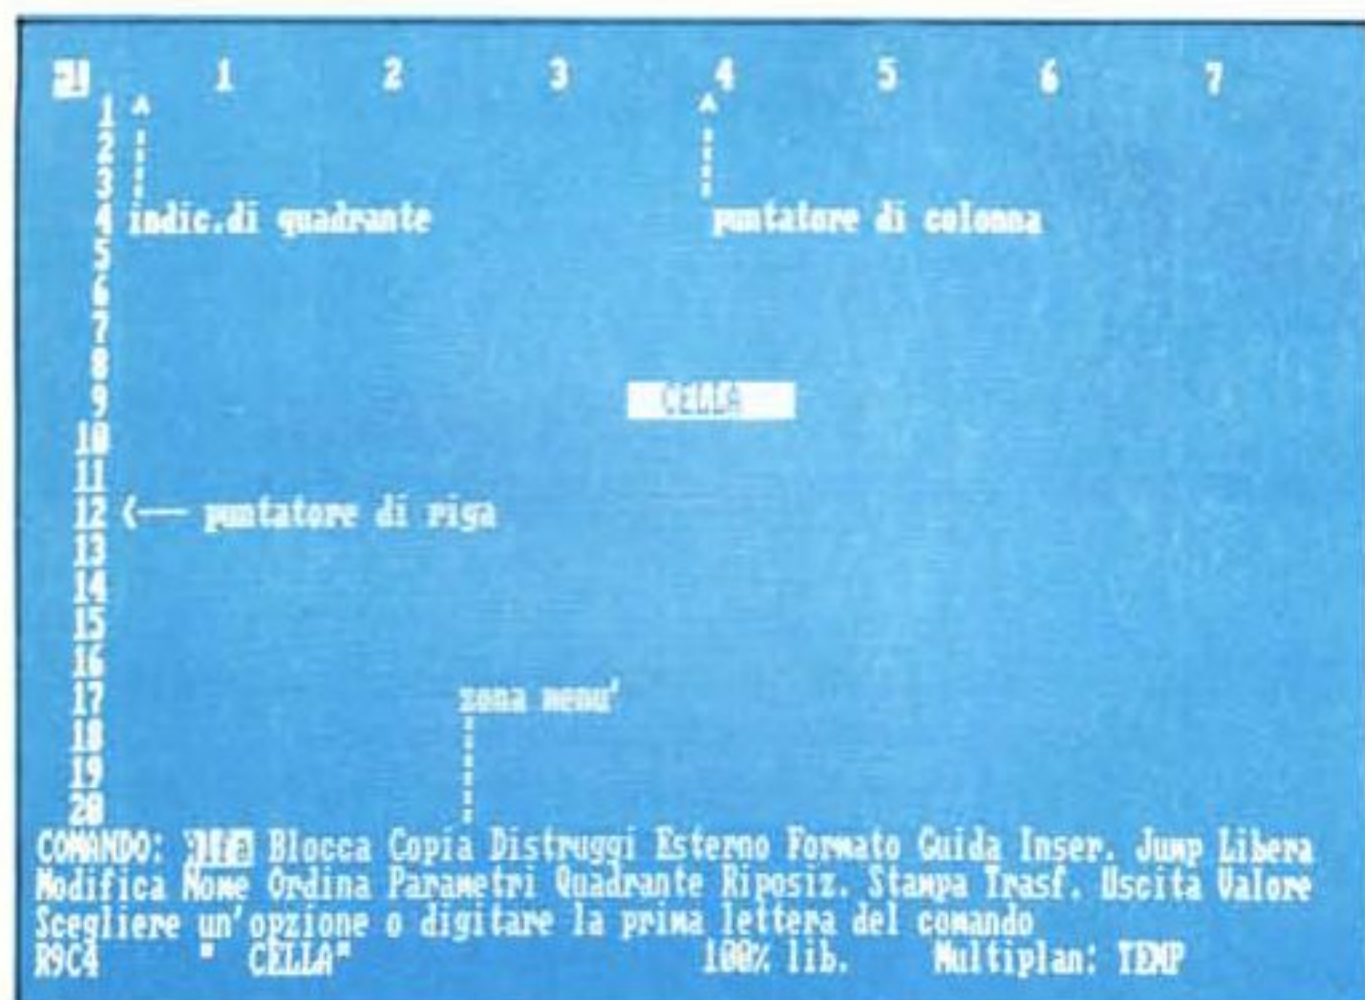 1 2 3 4 5 6 7
1 ^ ^
2
3
4 indic.di quadrante puntatore di colonna
5
6
7
8
9 CELLA
10
11
12 <── puntatore di riga
13
14
15
16
17 zona menu'
18
19
20
COMANDO: Blocca Copia Distruggi Esterno Formato Guida Inser. Jump Libera
Modifica Nome Ordina Parametri Quadrante Riposiz. Stampa Trasf. Uscita Valore
Scegliere un'opzione o digitare la prima lettera del comando
R9C4 " CELLA" 100% lib. Multiplan: TEMP